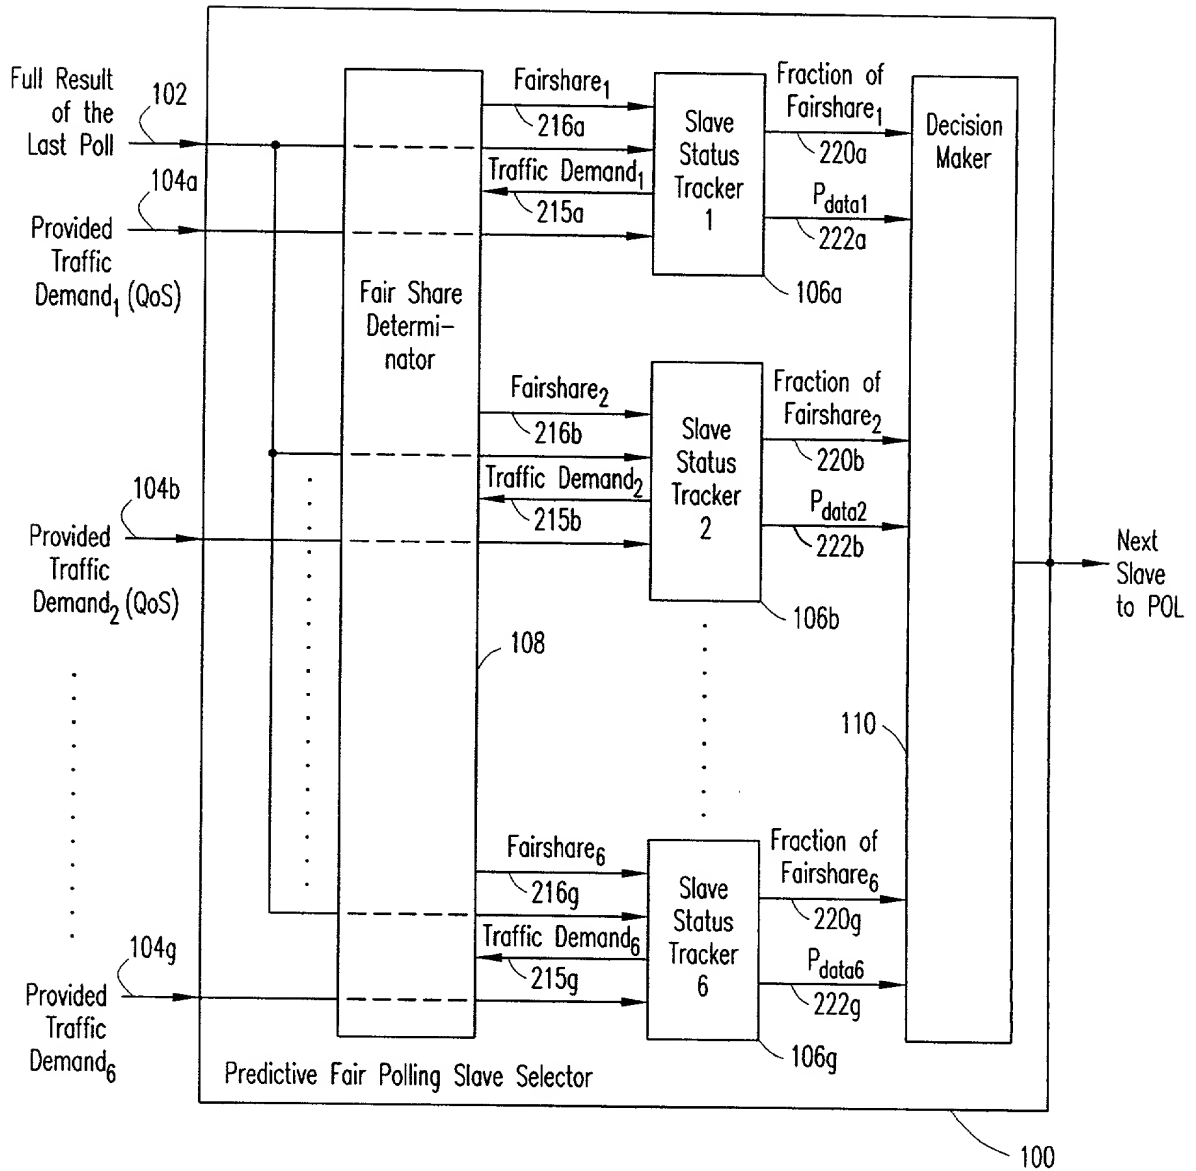 Full Result
of the
Last Poll
102
104a
Provided
Traffic
Demand1 (QoS)
Fair Share
Determi-
nator
Fairshare1
216a
Traffic Demand1
215a
Slave
Status
Tracker
1
106a
Fraction of
Fairshare1
220a
Pdata1
222a
Decision
Maker
104b
Provided
Traffic
Demand2 (QoS)
Fairshare2
216b
Traffic Demand2
215b
Slave
Status
Tracker
2
106b
Fraction of
Fairshare2
220b
Pdata2
222b
Next
Slave
to POL
108
110
104g
Provided
Traffic
Demand6
Fairshare6
216g
Traffic Demand6
215g
Slave
Status
Tracker
6
106g
Fraction of
Fairshare6
220g
Pdata6
222g
Predictive Fair Polling Slave Selector
100